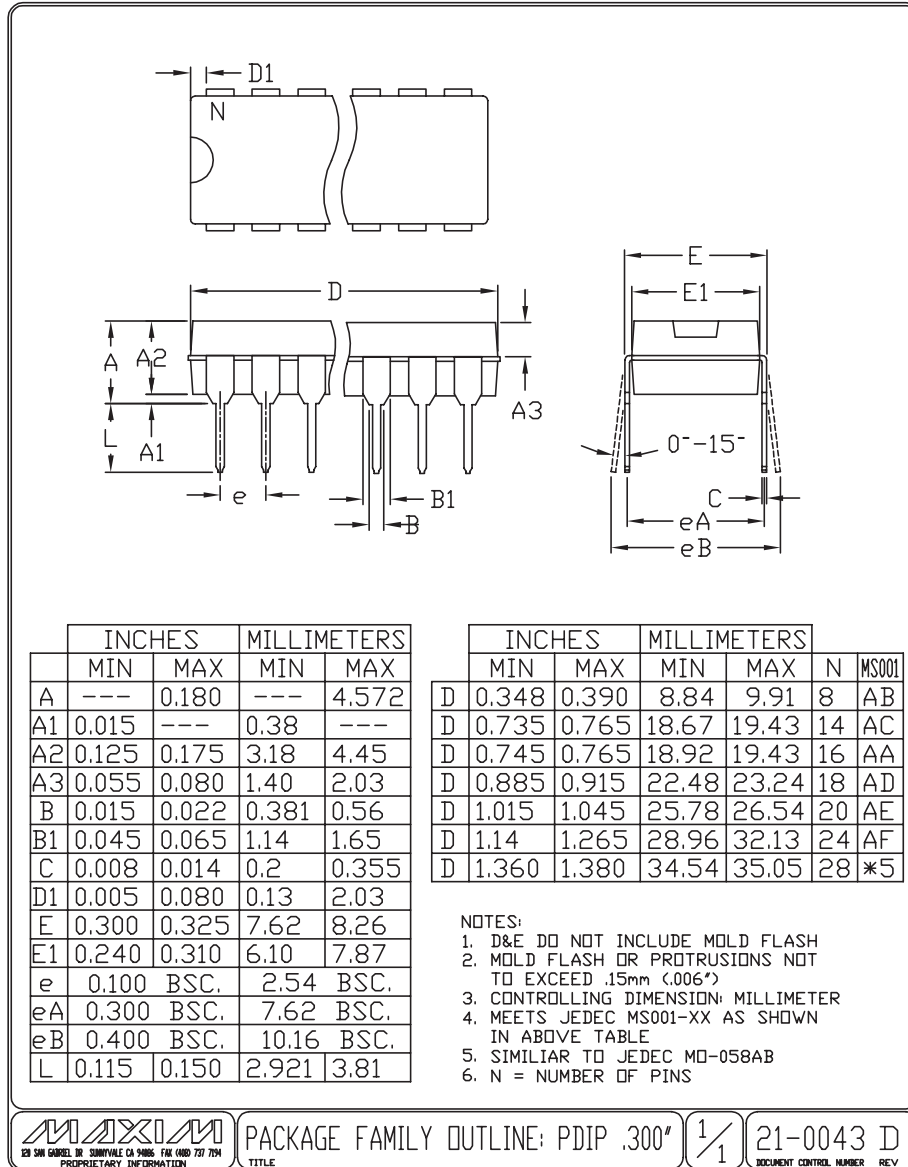 D1
N
D
E
E1
A
A2
A3
L
A1
0°-15°
e
B1
B
C
eA
eB
INCHES MILLIMETERS
MIN MAX MIN MAX
A --- 0.180 --- 4.572
A1 0.015 --- 0.38 ---
A2 0.125 0.175 3.18 4.45
A3 0.055 0.080 1.40 2.03
B 0.015 0.022 0.381 0.56
B1 0.045 0.065 1.14 1.65
C 0.008 0.014 0.2 0.355
D1 0.005 0.080 0.13 2.03
E 0.300 0.325 7.62 8.26
E1 0.240 0.310 6.10 7.87
e 0.100 BSC. 2.54 BSC.
eA 0.300 BSC. 7.62 BSC.
eB 0.400 BSC. 10.16 BSC.
L 0.115 0.150 2.921 3.81
INCHES MILLIMETERS
MIN MAX MIN MAX N MS001
D 0.348 0.390 8.84 9.91 8 AB
D 0.735 0.765 18.67 19.43 14 AC
D 0.745 0.765 18.92 19.43 16 AA
D 0.885 0.915 22.48 23.24 18 AD
D 1.015 1.045 25.78 26.54 20 AE
D 1.14 1.265 28.96 32.13 24 AF
D 1.360 1.380 34.54 35.05 28 *5
NOTES:
1. D&E DO NOT INCLUDE MOLD FLASH
2. MOLD FLASH OR PROTRUSIONS NOT
TO EXCEED .15mm (.006")
3. CONTROLLING DIMENSION: MILLIMETER
4. MEETS JEDEC MS001-XX AS SHOWN
IN ABOVE TABLE
5. SIMILIAR TO JEDEC MO-058AB
6. N = NUMBER OF PINS
MAXIM
120 SAN GABRIEL DR SUNNYVALE CA 94086 FAX (408) 737 7194
PROPRIETARY INFORMATION
PACKAGE FAMILY OUTLINE: PDIP .300"
TITLE
1/1
21-0043 D
DOCUMENT CONTROL NUMBER REV